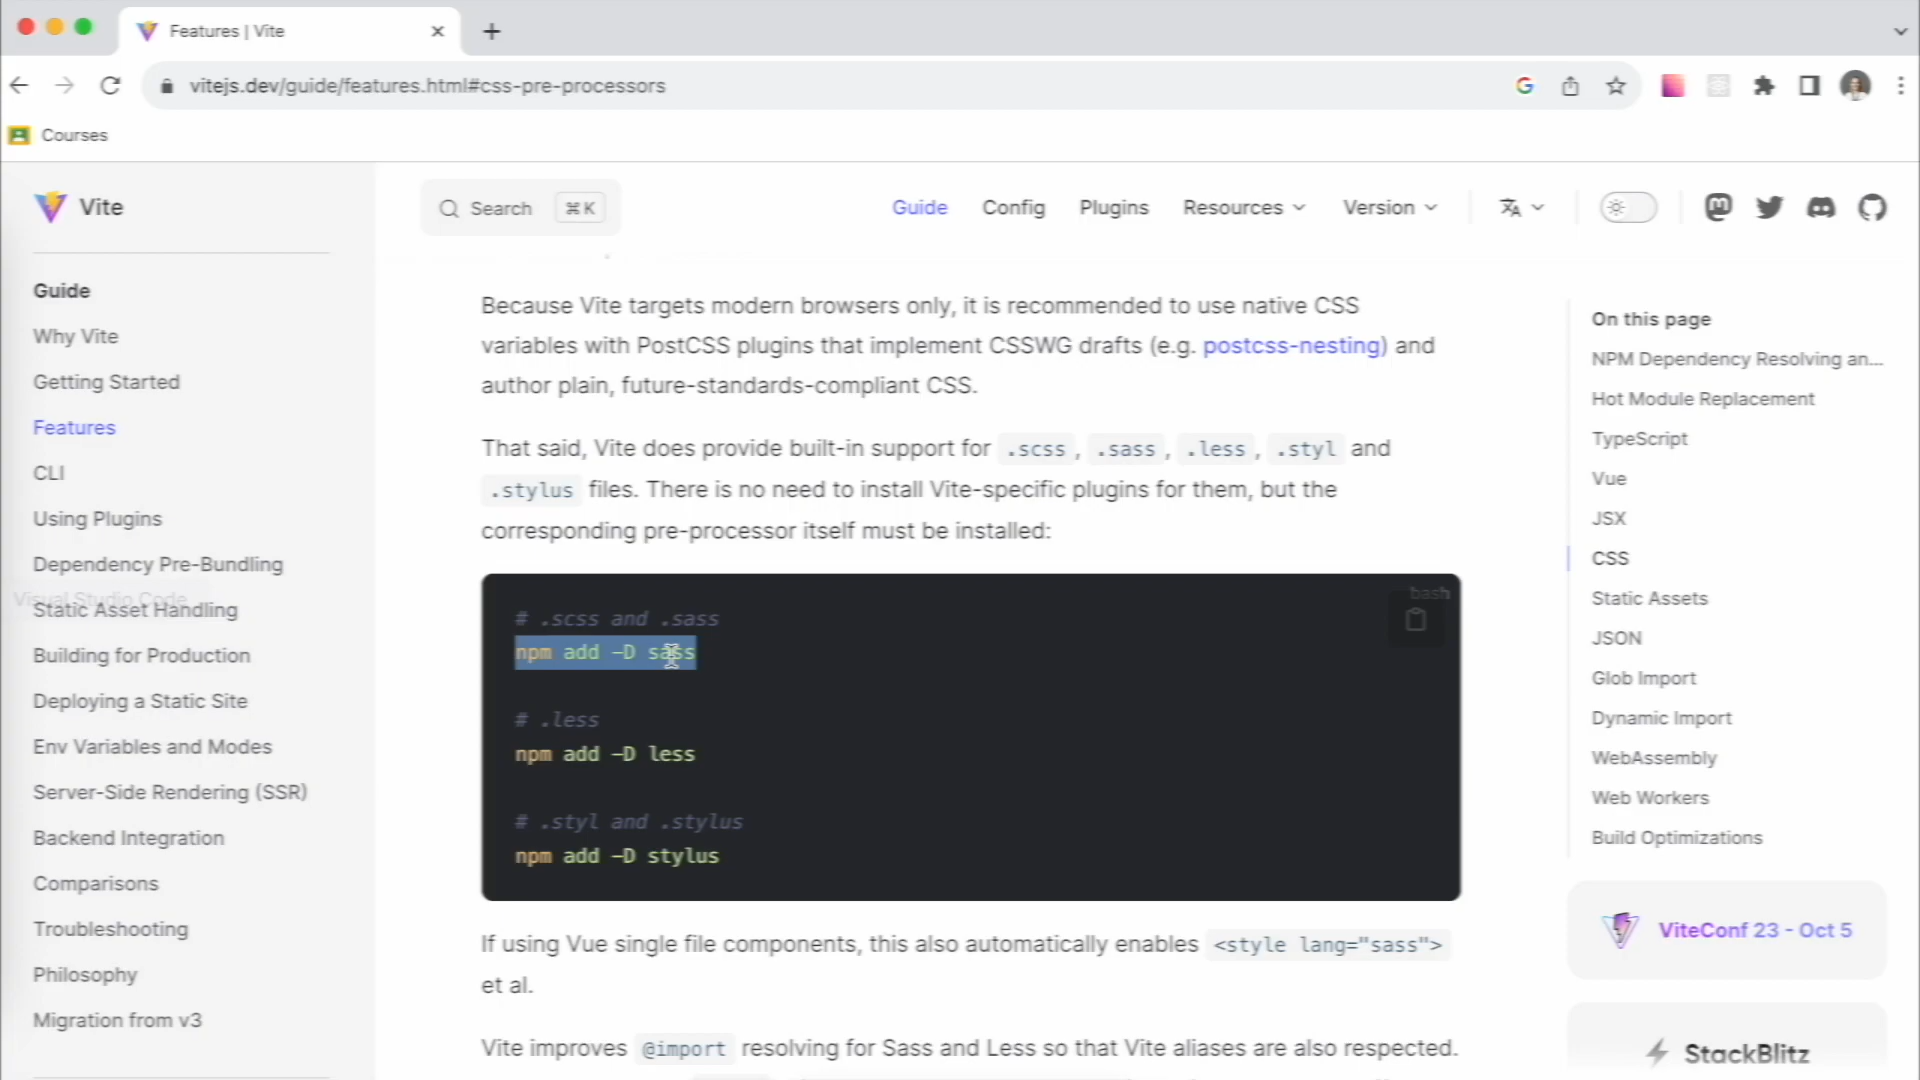 Features | Vite
vitejs.dev/guide/features.html#css-pre-processors
Courses
Vite
Search ⌘K
Guide Config Plugins Resources Version
Guide
Why Vite
Getting Started
Features
CLI
Using Plugins
Dependency Pre-Bundling
Visual Studio Code
Static Asset Handling
Building for Production
Deploying a Static Site
Env Variables and Modes
Server-Side Rendering (SSR)
Backend Integration
Comparisons
Troubleshooting
Philosophy
Migration from v3
Because Vite targets modern browsers only, it is recommended to use native CSS
variables with PostCSS plugins that implement CSSWG drafts (e.g. postcss-nesting) and
author plain, future-standards-compliant CSS.
That said, Vite does provide built-in support for .scss, .sass, .less, .styl and
.stylus files. There is no need to install Vite-specific plugins for them, but the
corresponding pre-processor itself must be installed:
bash
# .scss and .sass
npm add -D sass
# .less
npm add -D less
# .styl and .stylus
npm add -D stylus
If using Vue single file components, this also automatically enables <style lang="sass">
et al.
Vite improves @import resolving for Sass and Less so that Vite aliases are also respected.
On this page
NPM Dependency Resolving an...
Hot Module Replacement
TypeScript
Vue
JSX
CSS
Static Assets
JSON
Glob Import
Dynamic Import
WebAssembly
Web Workers
Build Optimizations
ViteConf 23 - Oct 5
StackBlitz